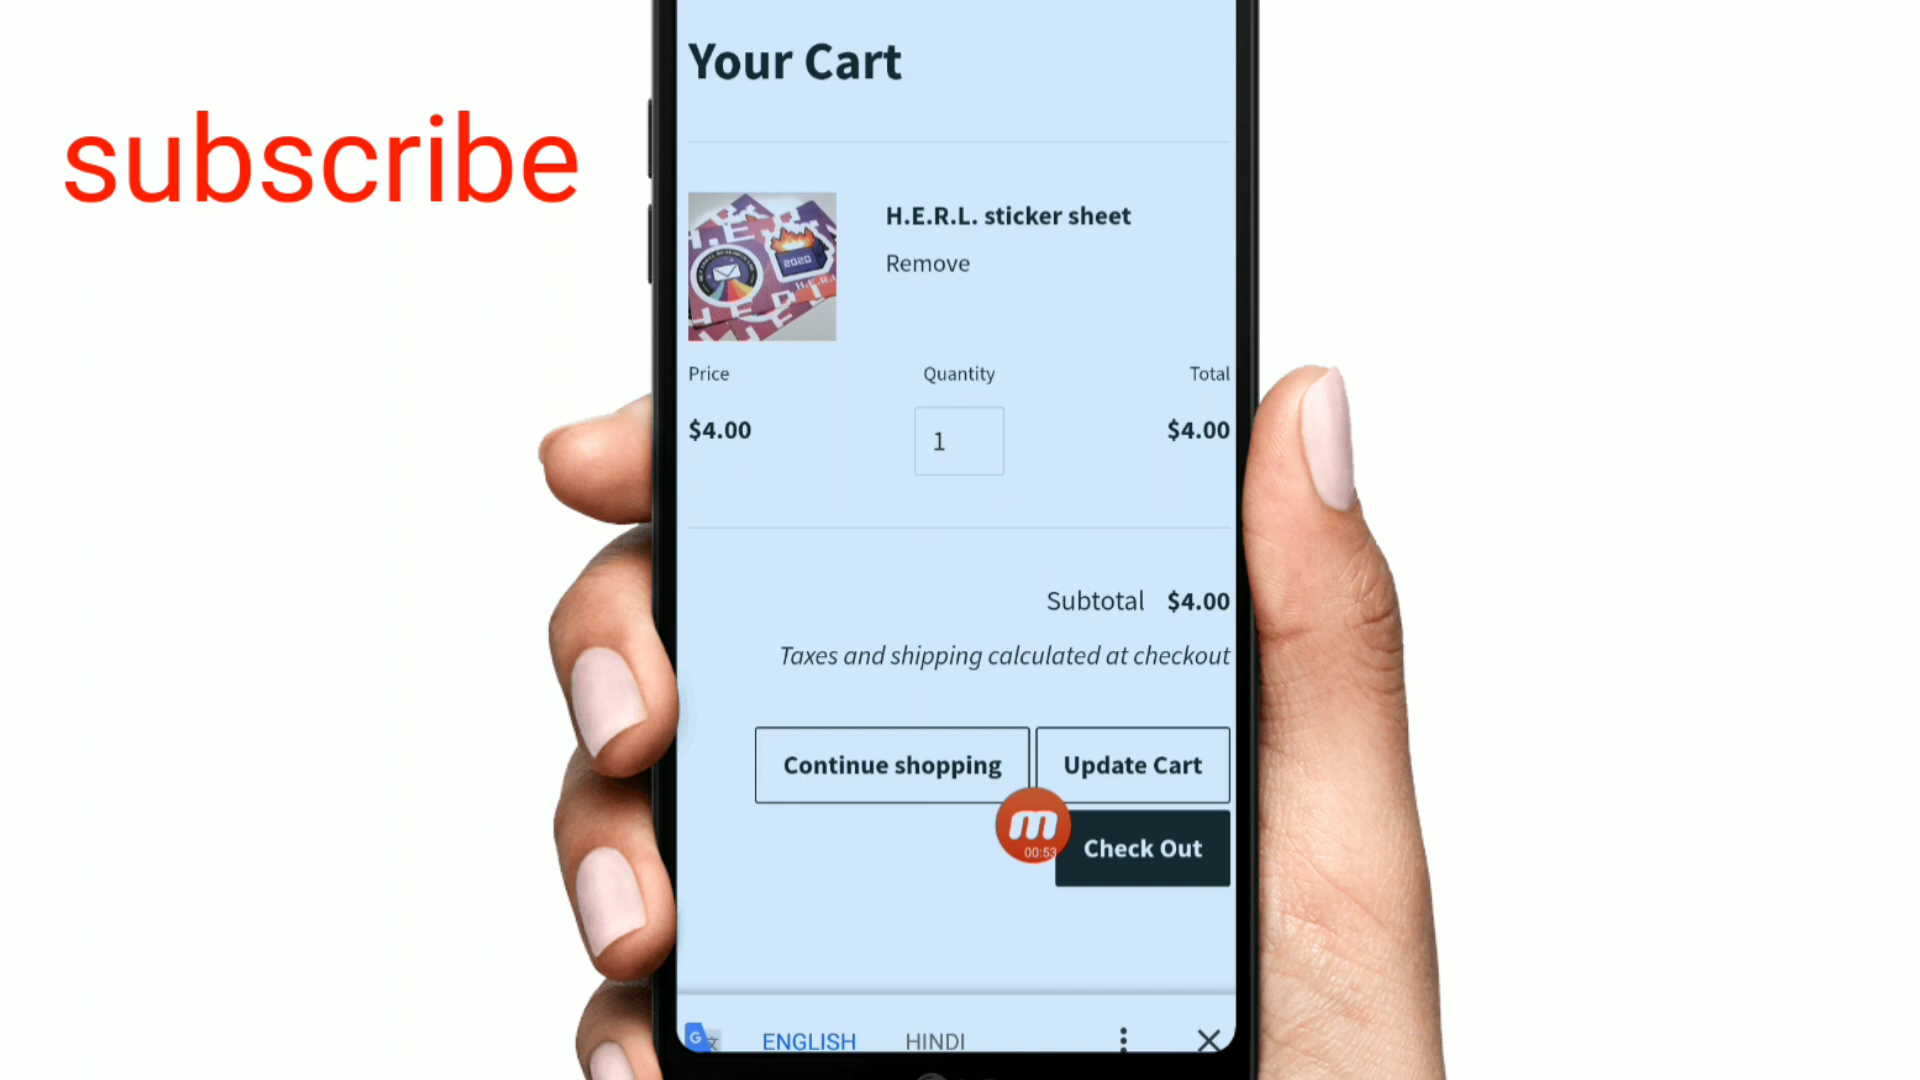 subscribe
Your Cart
H.E.R.L. sticker sheet
Remove
2020
Price Quantity Total
$4.00 1 $4.00
Subtotal $4.00
Taxes and shipping calculated at checkout
Continue shopping Update Cart
m
00:53
Check Out
G ENGLISH HINDI